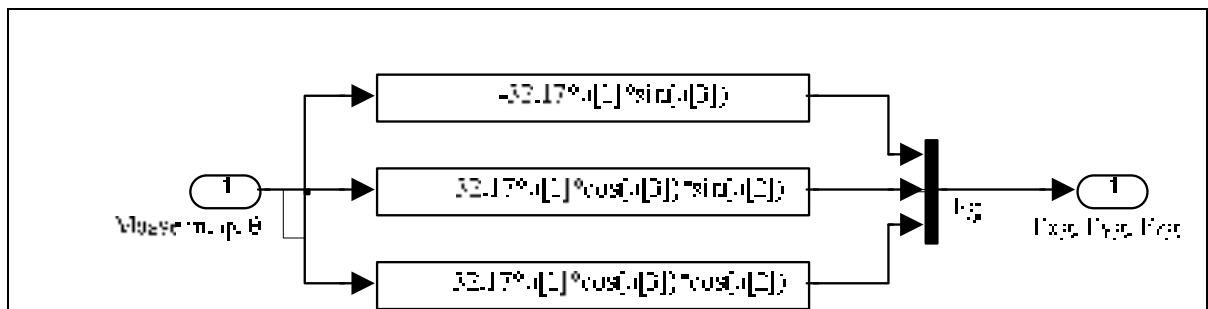 -32.17*u[1]*sin(u[3])
1
32.17*u[1]*cos(u[3])*sin(u[2])
1
Fg
32.17*u[1]*cos(u[3])*cos(u[2])